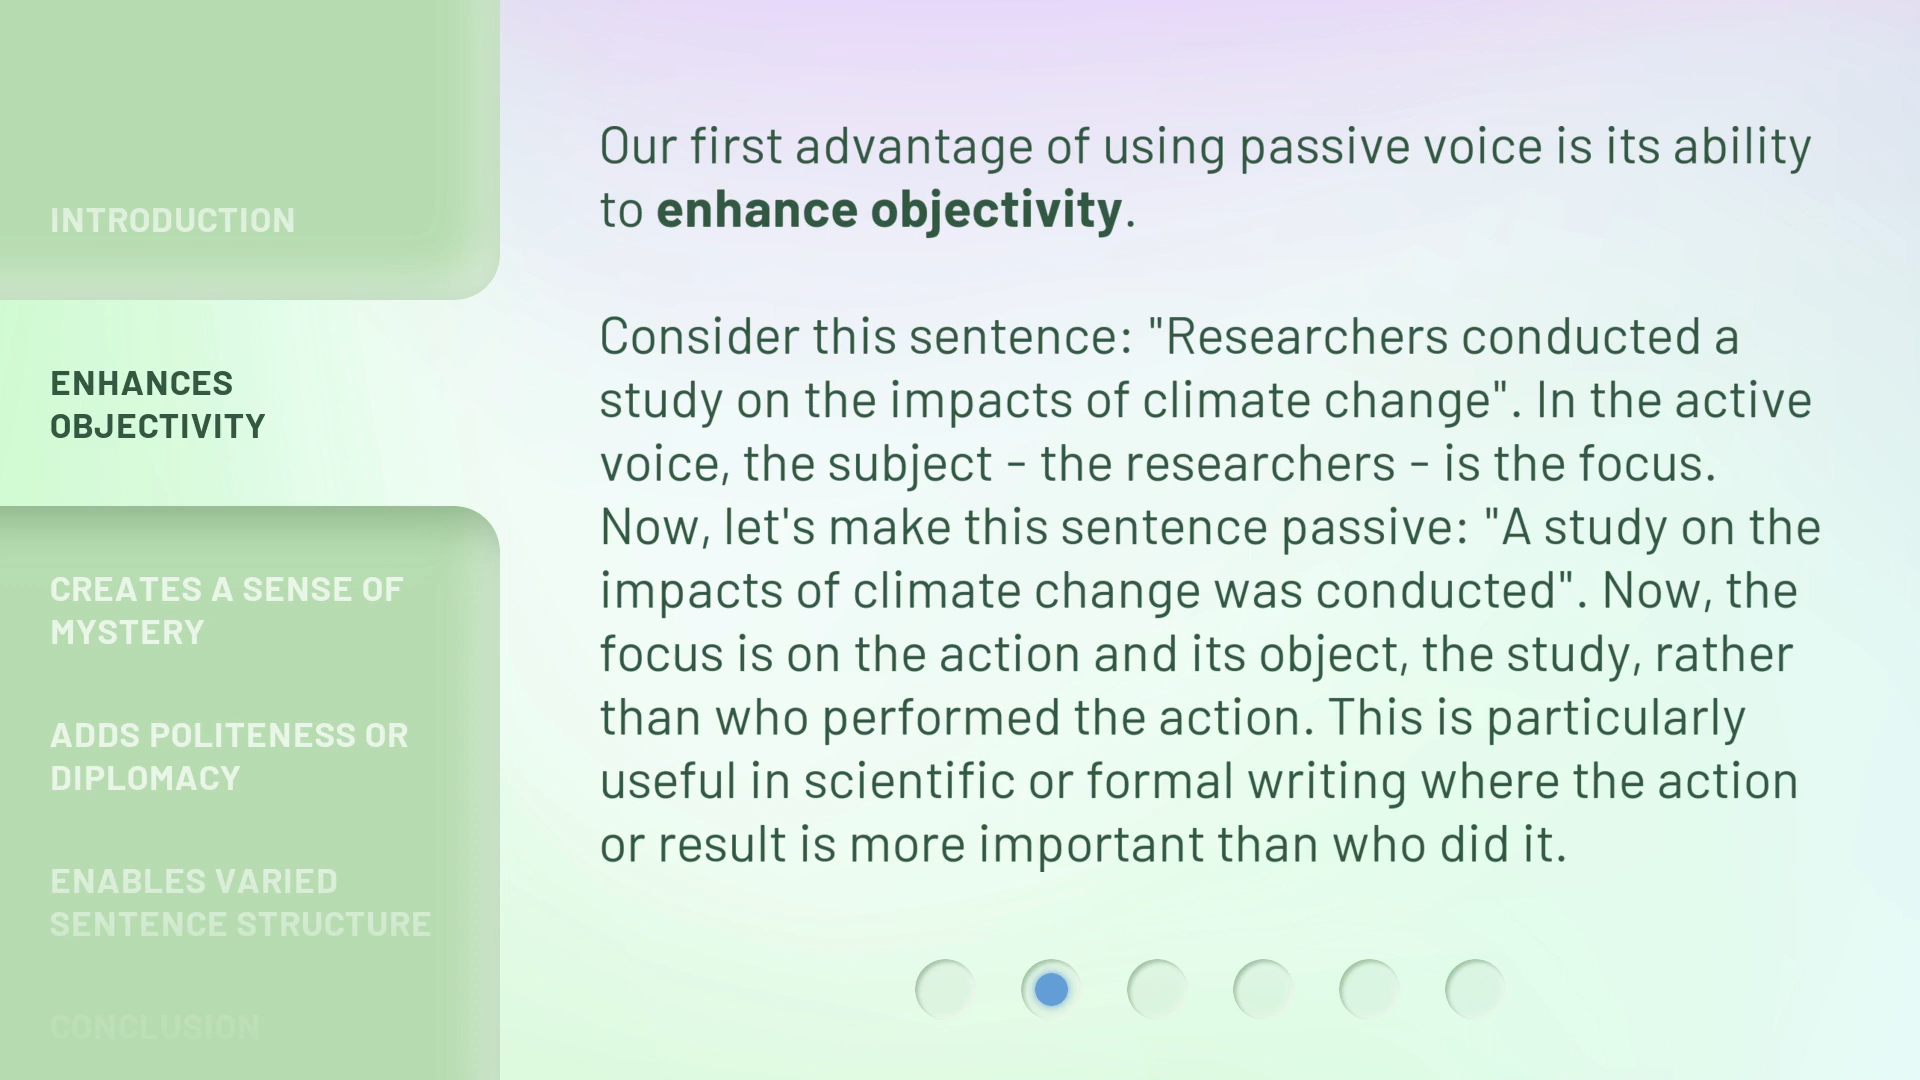 INTRODUCTION
ENHANCES
OBJECTIVITY
CREATES A SENSE OF
MYSTERY
ADDS POLITENESS OR
DIPLOMACY
ENABLES VARIED
SENTENCE STRUCTURE
CONCLUSION
Our first advantage of using passive voice is its ability
to enhance objectivity.
Consider this sentence: "Researchers conducted a
study on the impacts of climate change". In the active
voice, the subject - the researchers - is the focus.
Now, let's make this sentence passive: "A study on the
impacts of climate change was conducted". Now, the
focus is on the action and its object, the study, rather
than who performed the action. This is particularly
useful in scientific or formal writing where the action
or result is more important than who did it.